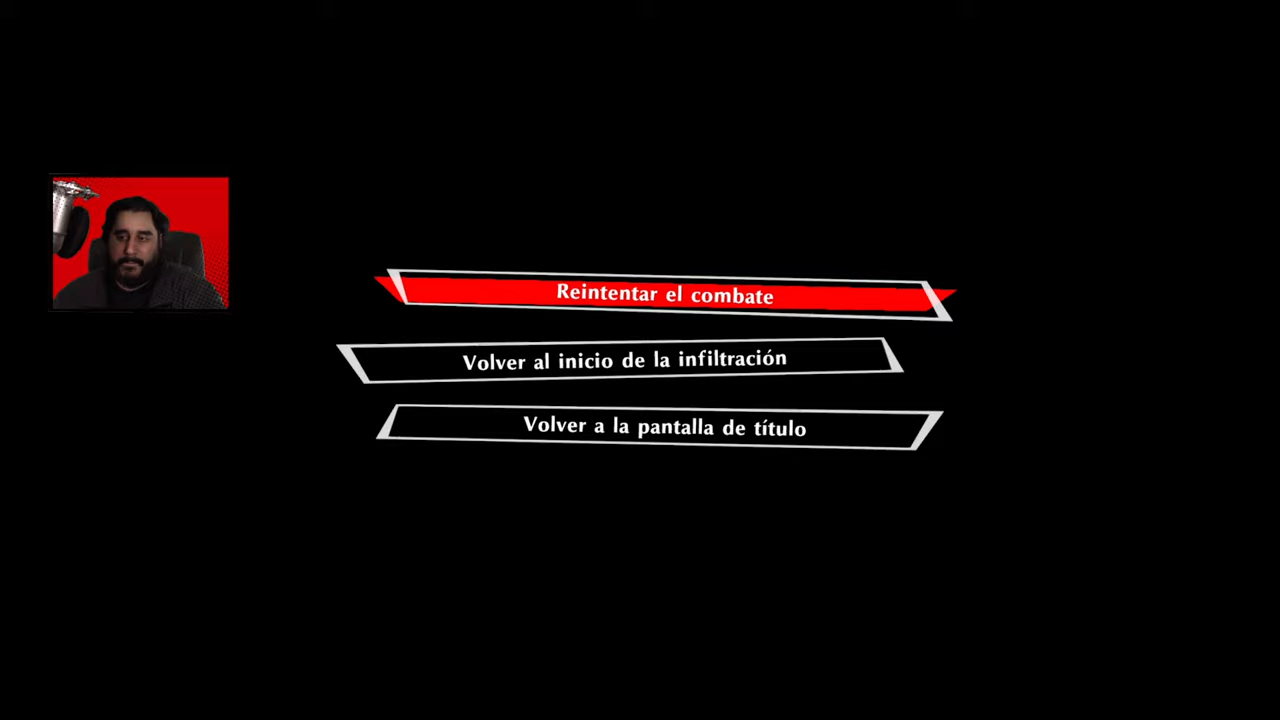 Reintentar el combate
Volver al inicio de la infiltración
Volver a la pantalla de título